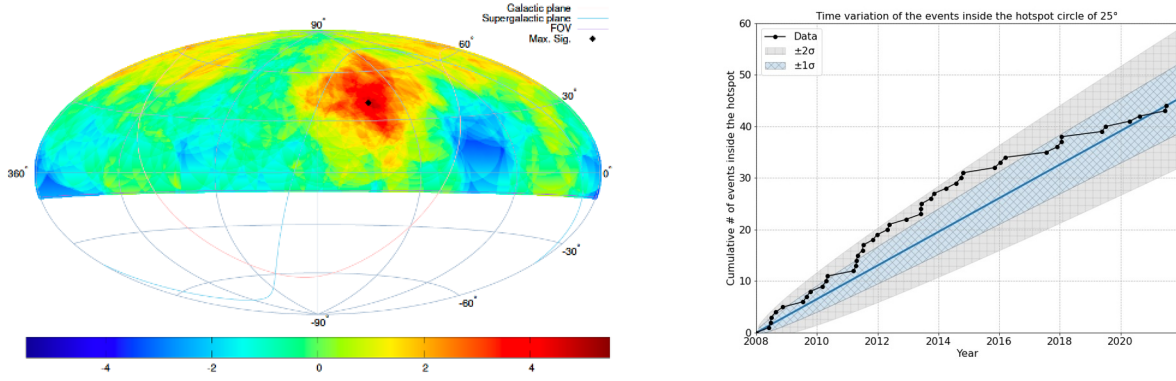 Galactic plane
Supergalactic plane
FOV
Max. Sig.
90°
60°
30°
360°
0°
-30°
-60°
-90°
-4
-2
0
2
4
Time variation of the events inside the hotspot circle of 25°
Data
±2σ
±1σ
Cumulative # of events inside the hotspot
60
50
40
30
20
10
0
2008
2010
2012
2014
2016
2018
2020
Year